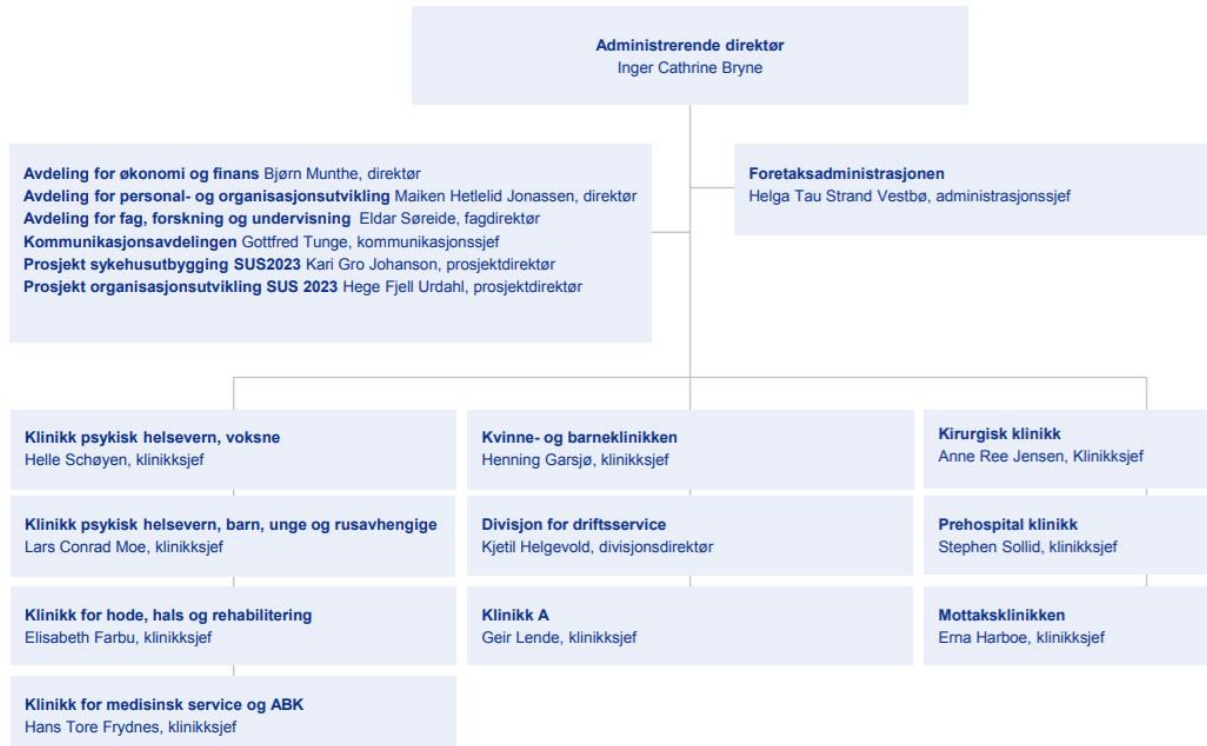 Administrerende direktør
Inger Cathrine Bryne
Avdeling for økonomi og finans Bjørn Munthe, direktør
Avdeling for personal- og organisasjonsutvikling Maiken Hetlelid Jonassen, direktør
Avdeling for fag, forskning og undervisning Eldar Søreide, fagdirektør
Kommunikasjonsavdelingen Gottfred Tunge, kommunikasjonssjef
Prosjekt sykehusutbygging SUS2023 Kari Gro Johanson, prosjektdirektør
Prosjekt organisasjonsutvikling SUS 2023 Hege Fjell Urdahl, prosjektdirektør
Foretaksadministrasjonen
Helga Tau Strand Vestbø, administrasjonssjef
Klinikk psykisk helsevern, voksne
Helle Schøyen, klinikksjef
Klinikk psykisk helsevern, barn, unge og rusavhengige
Lars Conrad Moe, klinikksjef
Klinikk for hode, hals og rehabilitering
Elisabeth Farbu, klinikksjef
Klinikk for medisinsk service og ABK
Hans Tore Frydnes, klinikksjef
Kvinne- og barneklinikken
Henning Garsjø, klinikksjef
Divisjon for driftsservice
Kjetil Helgevold, divisjonsdirektør
Klinikk A
Geir Lende, klinikksjef
Kirurgisk klinikk
Anne Ree Jensen, Klinikksjef
Prehospital klinikk
Stephen Sollid, klinikksjef
Mottaksklinikken
Erna Harboe, klinikksjef